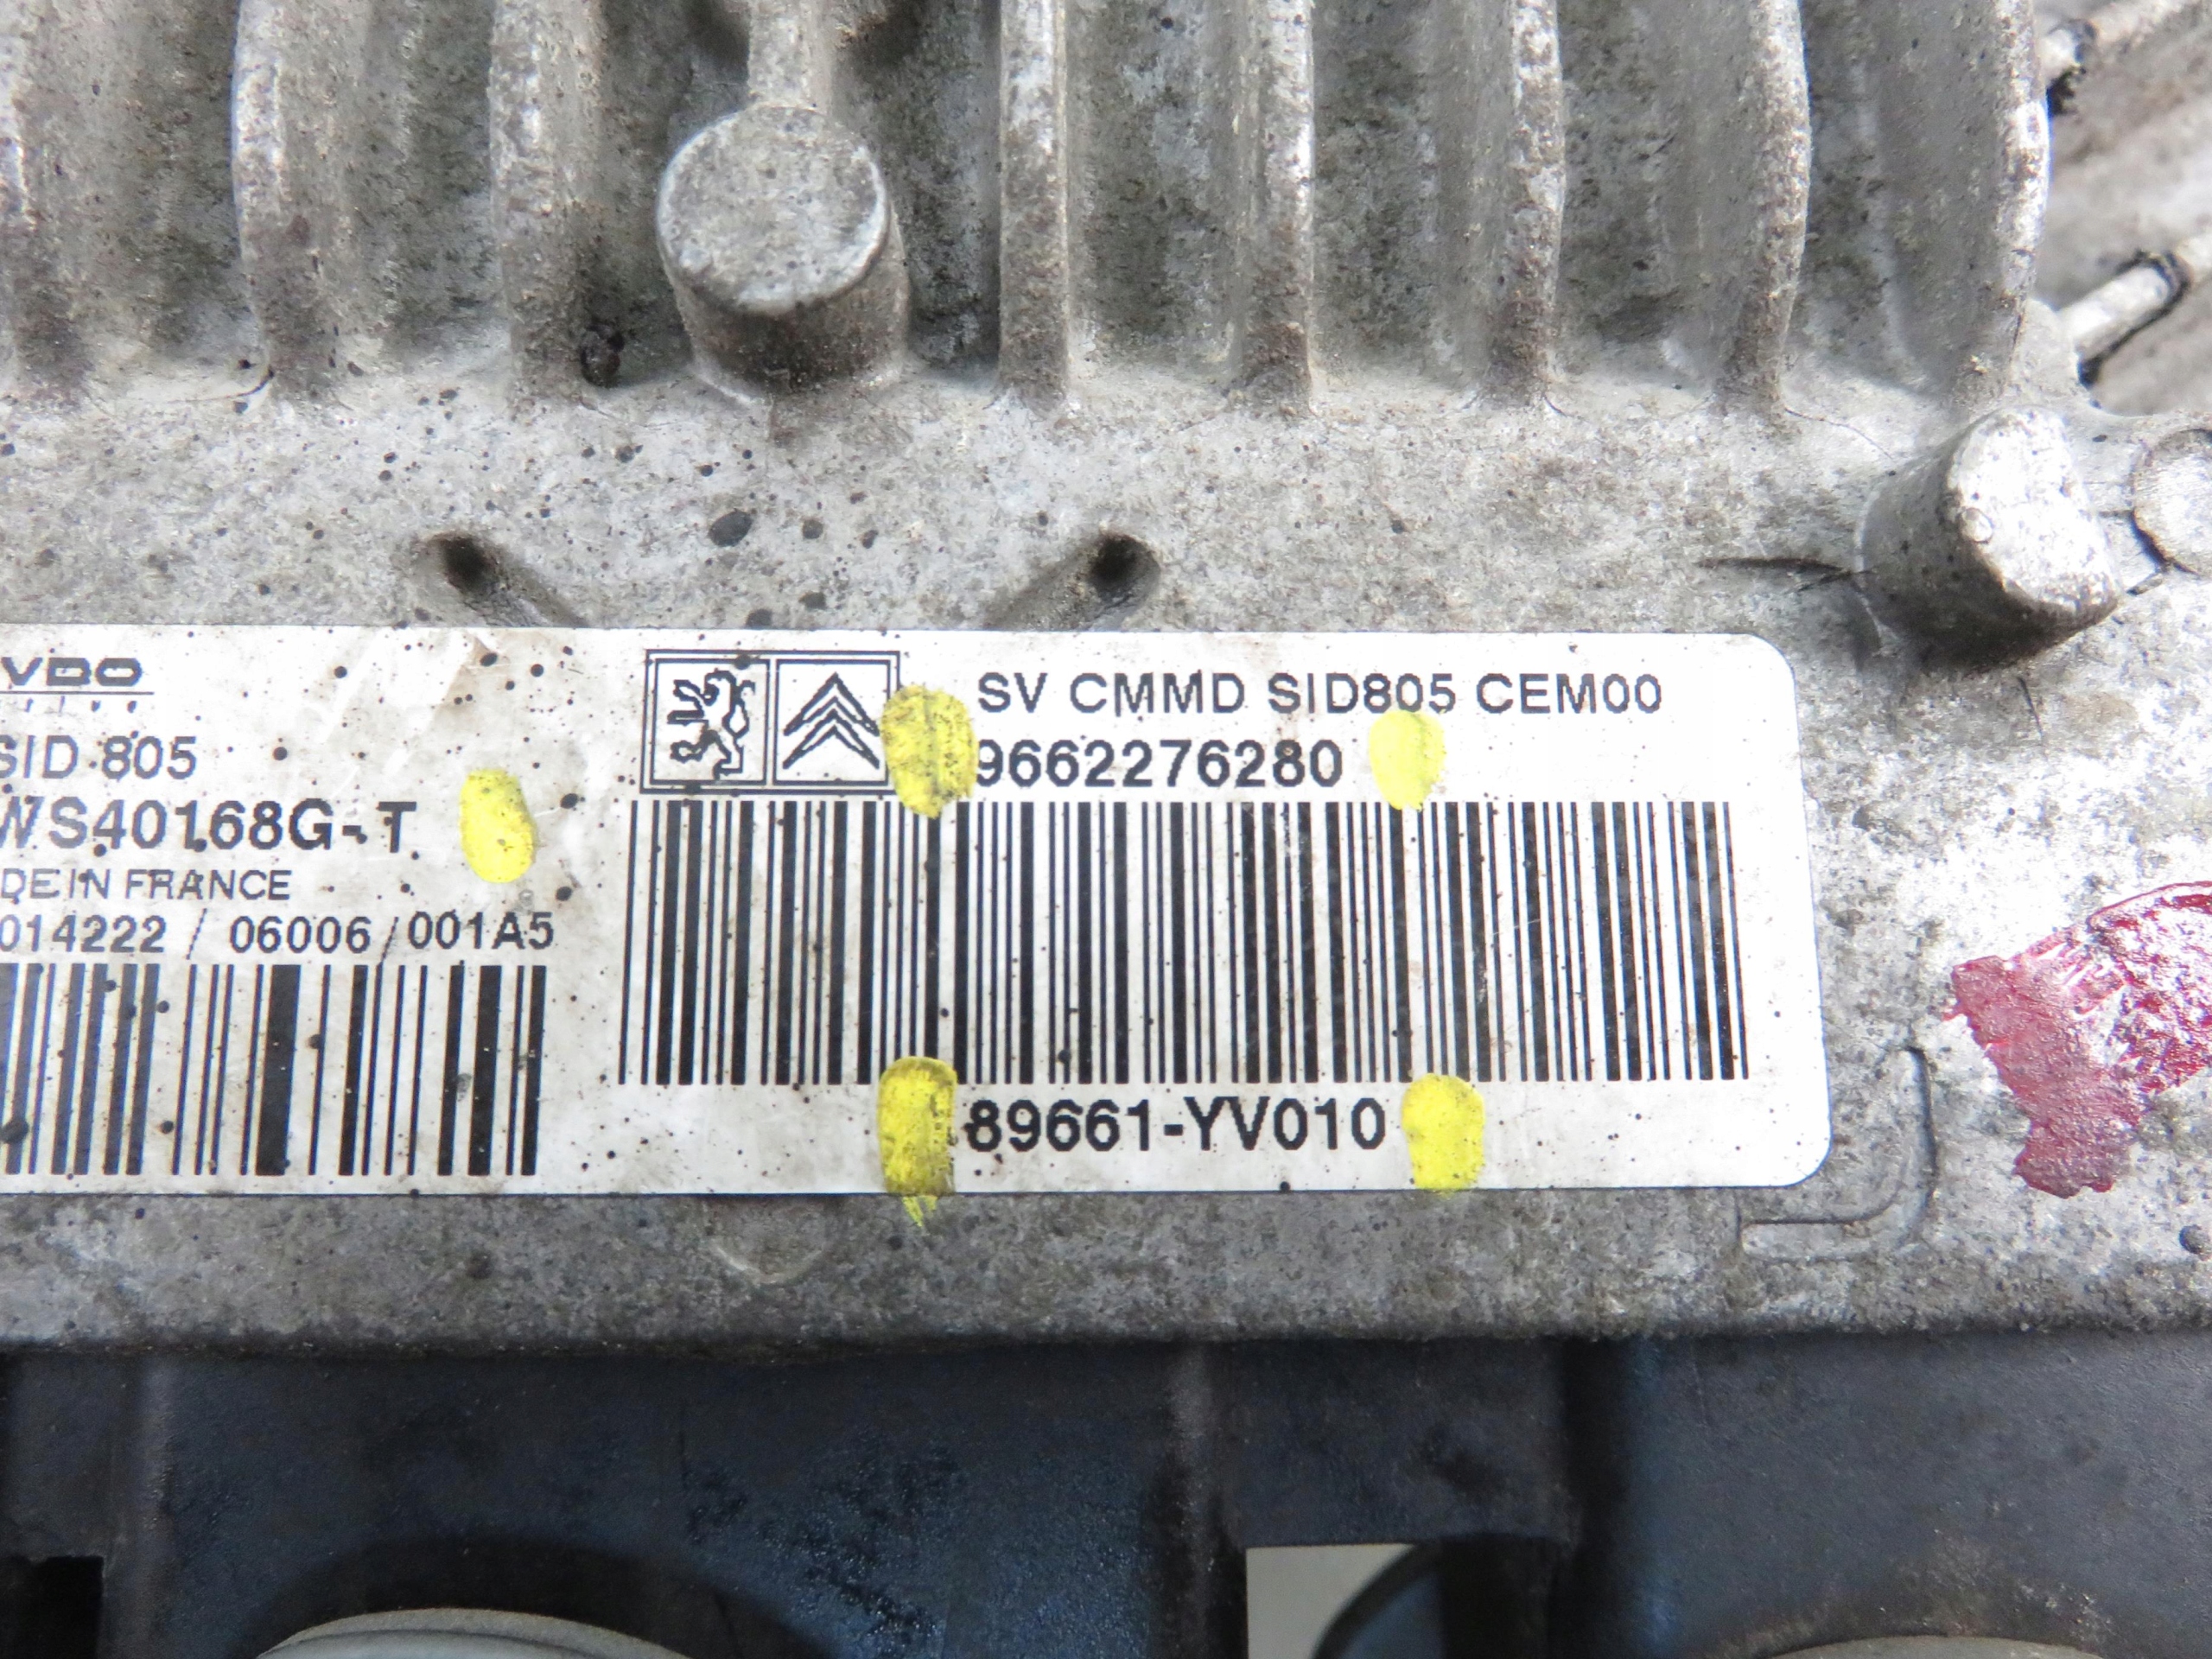 VDO
SID 805
WS40168G-T
DE IN FRANCE
014222 / 06006 / 001A5
SV CMMD SID805 CEM00
9662276280
89661-YV010